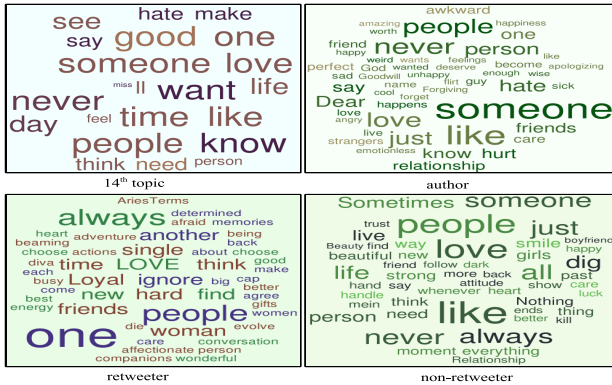 see hate make
say good one
someone love
miss ll want life
never
day feel time like
people know
think need person
14th topic
awkward
amazing people happiness
worth one
friend never person
happy weird wants feelings like
perfect God wanted deserve become apologizing
sad Goodwill unhappy enough wise
say name flirt guy hate sick
cool Forgiving
Dear forget happens someone
love
angry love friends
live just like care
strangers
emotionless know hurt
relationship
author
AriesTerms
always determined
afraid memories
heart adventure another being
beaming back
choose actions single about choose
diva time LOVE think good
each make
busy Loyal ignore big cap
come better
best new hard find agree
energy gifts
friends people women
die woman evolve
one care conversation
affectionate person
companions wonderful
retweeter
Sometimes someone
trust people just
live
Beauty find way love smile boyfriend
beautiful new girls happy
friend follow dark dig
life strong more back all past
hand say attitude show care
handle whenever heart luck
mein think like Nothing
person need ends thing
better kill
never always
moment everything
Relationship
non-retweeter